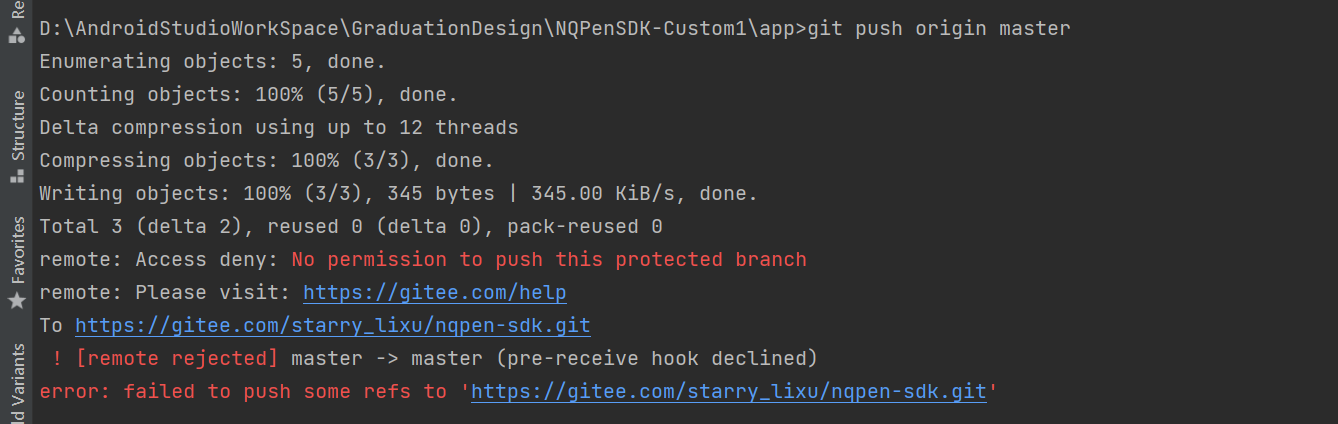 Re
Structure
Favorites
ld Variants
D:\AndroidStudioWorkSpace\GraduationDesign\NQPenSDK-Custom1\app>git push origin master
Enumerating objects: 5, done.
Counting objects: 100% (5/5), done.
Delta compression using up to 12 threads
Compressing objects: 100% (3/3), done.
Writing objects: 100% (3/3), 345 bytes | 345.00 KiB/s, done.
Total 3 (delta 2), reused 0 (delta 0), pack-reused 0
remote: Access deny: No permission to push this protected branch
remote: Please visit: https://gitee.com/help
To https://gitee.com/starry_lixu/nqpen-sdk.git
 ! [remote rejected] master -> master (pre-receive hook declined)
error: failed to push some refs to 'https://gitee.com/starry_lixu/nqpen-sdk.git'